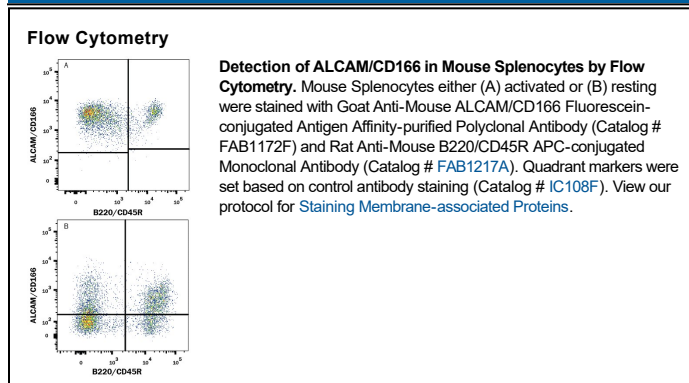 Flow Cytometry
A
10⁵
10⁴
10³
10²
0
ALCAM/CD166
0 10³ 10⁴ 10⁵
B220/CD45R
B
10⁵
10⁴
10³
10²
0
ALCAM/CD166
0 10³ 10⁴ 10⁵
B220/CD45R
Detection of ALCAM/CD166 in Mouse Splenocytes by Flow
Cytometry. Mouse Splenocytes either (A) activated or (B) resting
were stained with Goat Anti-Mouse ALCAM/CD166 Fluorescein-
conjugated Antigen Affinity-purified Polyclonal Antibody (Catalog #
FAB1172F) and Rat Anti-Mouse B220/CD45R APC-conjugated
Monoclonal Antibody (Catalog # FAB1217A). Quadrant markers were
set based on control antibody staining (Catalog # IC108F). View our
protocol for Staining Membrane-associated Proteins.